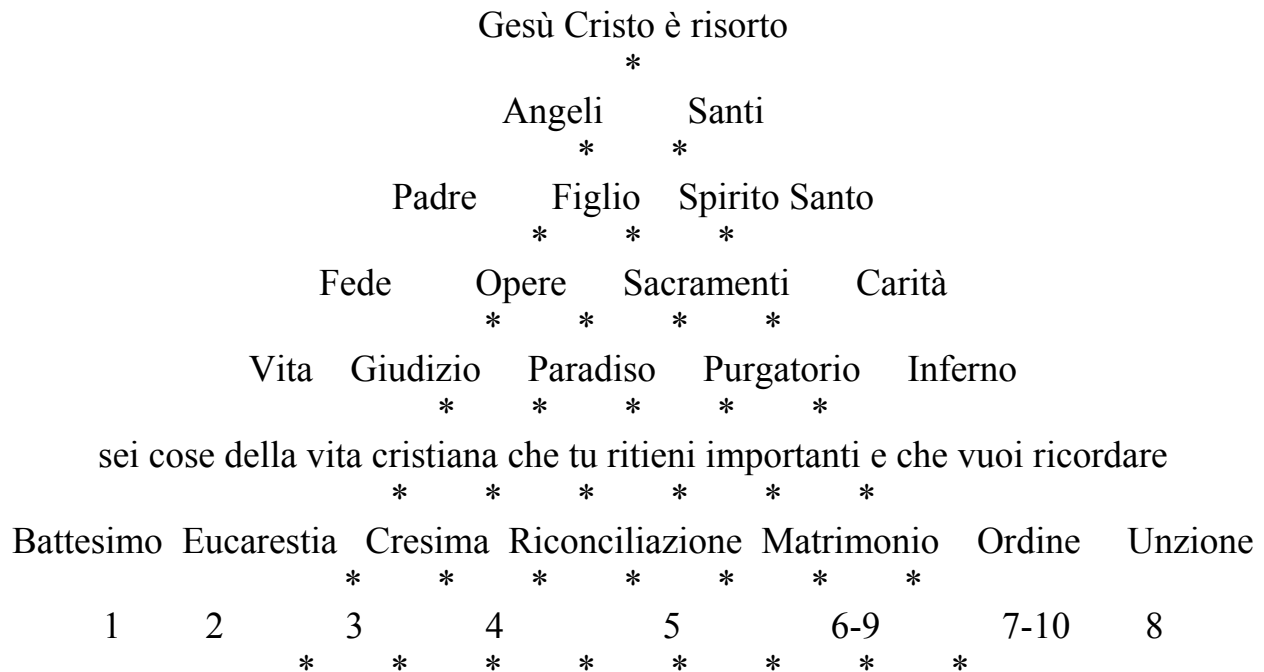 Gesù Cristo è risorto
*
Angeli Santi
* *
Padre Figlio Spirito Santo
* * *
Fede Opere Sacramenti Carità
* * * *
Vita Giudizio Paradiso Purgatorio Inferno
* * * * *
sei cose della vita cristiana che tu ritieni importanti e che vuoi ricordare
* * * * * *
Battesimo Eucarestia Cresima Riconciliazione Matrimonio Ordine Unzione
* * * * * * *
1 2 3 4 5 6-9 7-10 8
* * * * * * * *